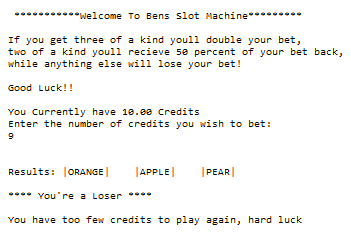 ***********Welcome To Bens Slot Machine*********
If you get three of a kind youll double your bet,
two of a kind youll recieve 50 percent of your bet back,
while anything else will lose your bet!
Good Luck!!
You Currently have 10.00 Credits
Enter the number of credits you wish to bet:
9
Results: |ORANGE| |APPLE| |PEAR|
**** You're a Loser ****
You have too few credits to play again, hard luck